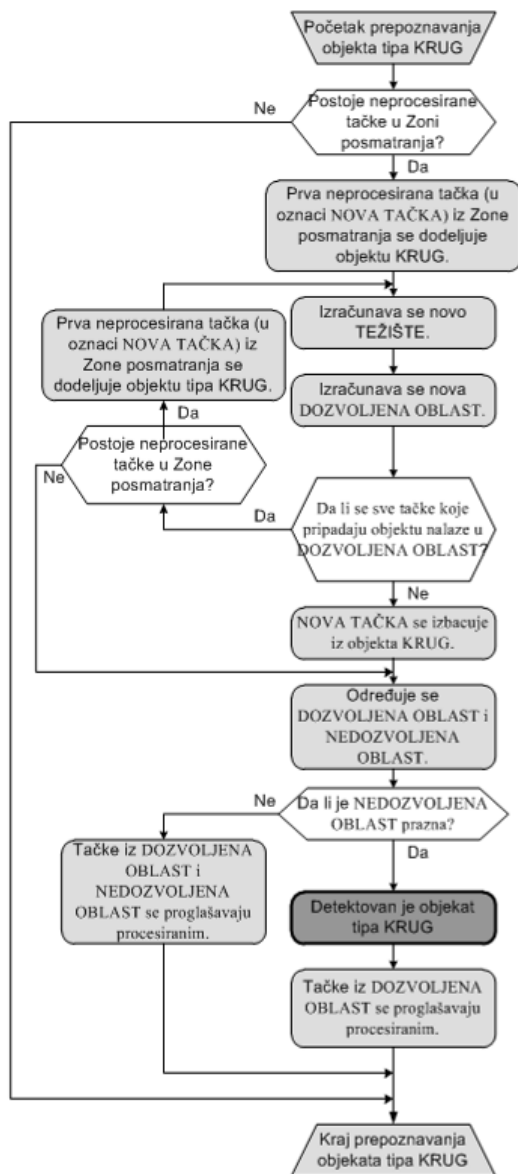 Početak prepoznavanja
objekta tipa KRUG
Ne
Postoje neprocesirane
tačke u Zoni
posmatranja?
Da
Prva neprocesirana tačka (u
oznaci NOVA TAČKA) iz Zone
posmatranja se dodeljuje
objektu KRUG.
Prva neprocesirana tačka (u
oznaci NOVA TAČKA) iz
Zone posmatranja se
dodeljuje objektu tipa KRUG.
Izračunava se novo
TEŽIŠTE.
Izračunava se nova
DOZVOLJENA OBLAST.
Da
Postoje neprocesirane
tačke u Zone
posmatranja?
Ne
Da
Da li se sve tačke koje
pripadaju objektu nalaze u
DOZVOLJENA OBLAST?
Ne
NOVA TAČKA se izbacuje
iz objekta KRUG.
Određuje se
DOZVOLJENA OBLAST i
NEDOZVOLJENA
OBLAST.
Ne
Da li je NEDOZVOLJENA
OBLAST prazna?
Da
Tačke iz DOZVOLJENA
OBLAST i
NEDOZVOLJENA
OBLAST se proglašavaju
procesiranim.
Detektovan je objekat
tipa KRUG
Tačke iz DOZVOLJENA
OBLAST se proglašavaju
procesiranim.
Kraj prepoznavanja
objekata tipa KRUG